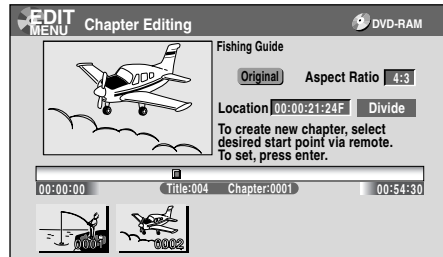 EDIT
MENU
Chapter Editing
DVD-RAM
Fishing Guide
Original
Aspect Ratio 4:3
Location 00:00:21:24F Divide
To create new chapter, select
desired start point via remote.
To set, press enter.
00:00:00 Title:004 Chapter:0001 00:54:30
0001 0002